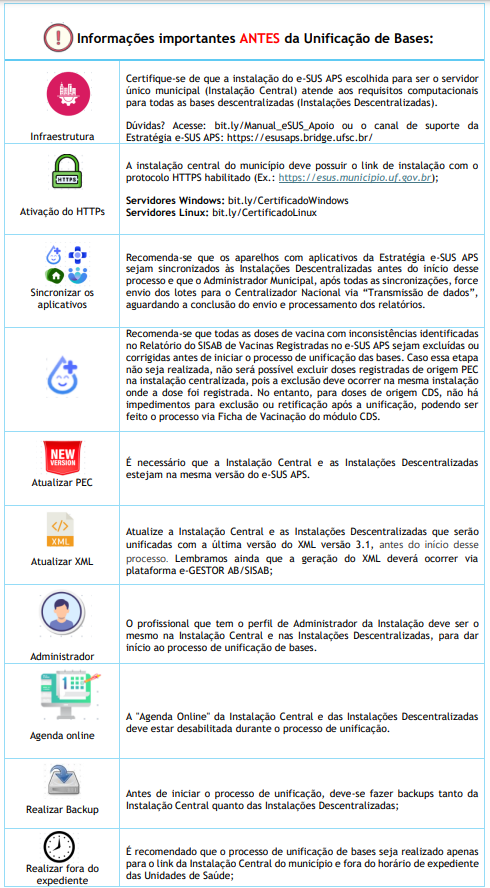 Informações importantes ANTES da Unificação de Bases:
Infraestrutura
Certifique-se de que a instalação do e-SUS APS escolhida para ser o servidor
único municipal (Instalação Central) atende aos requisitos computacionais
para todas as bases descentralizadas (Instalações Descentralizadas).
Dúvidas? Acesse: bit.ly/Manual_eSUS_Apoio ou o canal de suporte da
Estratégia e-SUS APS: https://esusaps.bridge.ufsc.br/
HTTPS
Ativação do HTTPs
A instalação central do município deve possuir o link de instalação com o
protocolo HTTPS habilitado (Ex.: https://esus.municipio.uf.gov.br);
Servidores Windows: bit.ly/CertificadoWindows
Servidores Linux: bit.ly/CertificadoLinux
Sincronizar os
aplicativos
Recomenda-se que os aparelhos com aplicativos da Estratégia e-SUS APS
sejam sincronizados às Instalações Descentralizadas antes do início desse
processo e que o Administrador Municipal, após todas as sincronizações, force
envio dos lotes para o Centralizador Nacional via “Transmissão de dados”,
aguardando a conclusão do envio e processamento dos relatórios.
Recomenda-se que todas as doses de vacina com inconsistências identificadas
no Relatório do SISAB de Vacinas Registradas no e-SUS APS sejam excluídas ou
corrigidas antes de iniciar o processo de unificação das bases. Caso essa etapa
não seja realizada, não será possível excluir doses registradas de origem PEC
na instalação centralizada, pois a exclusão deve ocorrer na mesma instalação
onde a dose foi registrada. No entanto, para doses de origem CDS, não há
impedimentos para exclusão ou retificação após a unificação, podendo ser
feito o processo via Ficha de Vacinação do módulo CDS.
NEW
VERSION
Atualizar PEC
É necessário que a Instalação Central e as Instalações Descentralizadas
estejam na mesma versão do e-SUS APS.
XML
Atualizar XML
Atualize a Instalação Central e as Instalações Descentralizadas que serão
unificadas com a última versão do XML versão 3.1, antes do início desse
processo. Lembramos ainda que a geração do XML deverá ocorrer via
plataforma e-GESTOR AB/SISAB;
Administrador
O profissional que tem o perfil de Administrador da Instalação deve ser o
mesmo na Instalação Central e nas Instalações Descentralizadas, para dar
início ao processo de unificação de bases.
Agenda online
A "Agenda Online" da Instalação Central e das Instalações Descentralizadas
deve estar desabilitada durante o processo de unificação.
Realizar Backup
Antes de iniciar o processo de unificação, deve-se fazer backups tanto da
Instalação Central quanto das Instalações Descentralizadas;
Realizar fora do
expediente
É recomendado que o processo de unificação de bases seja realizado apenas
para o link da Instalação Central do município e fora do horário de expediente
das Unidades de Saúde;